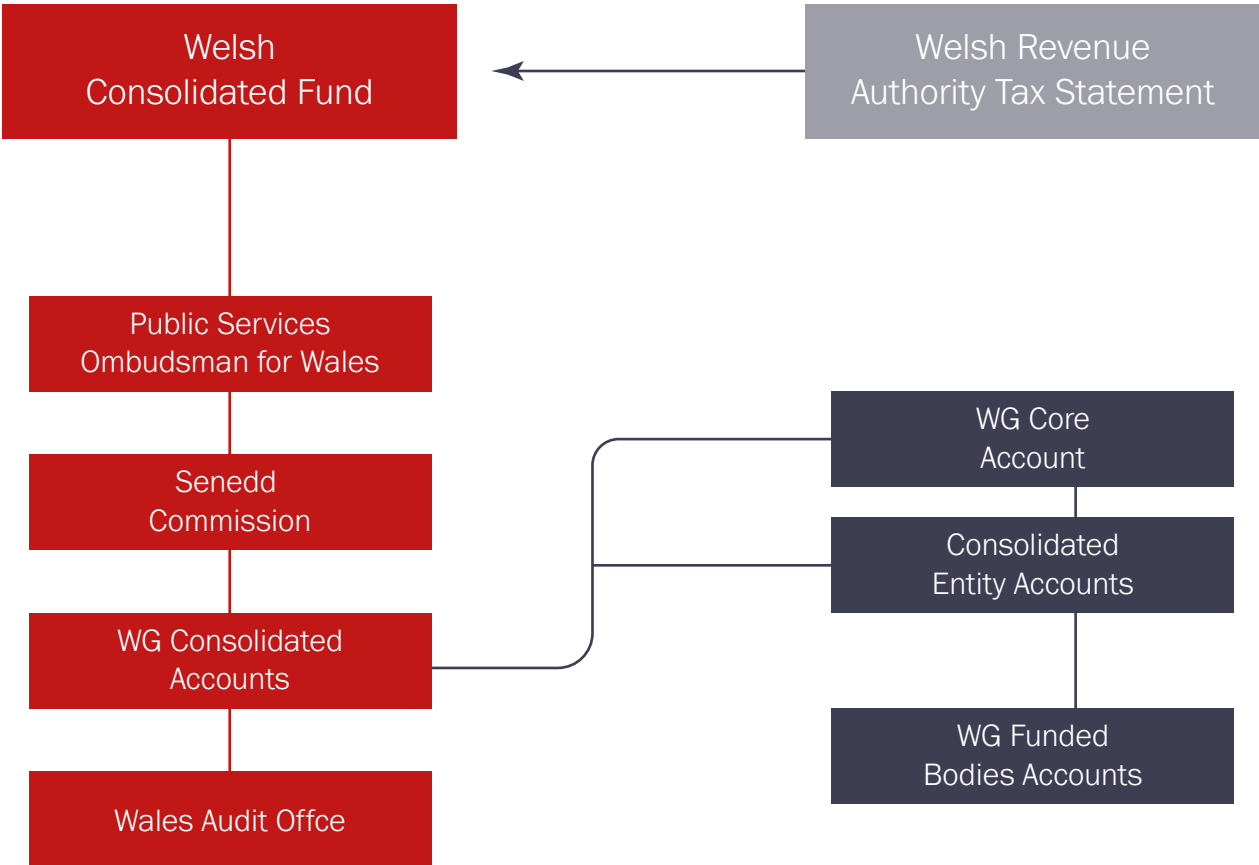 Welsh
Consolidated Fund
Welsh Revenue
Authority Tax Statement
Public Services
Ombudsman for Wales
Senedd
Commission
WG Consolidated
Accounts
Wales Audit Offce
WG Core
Account
Consolidated
Entity Accounts
WG Funded
Bodies Accounts